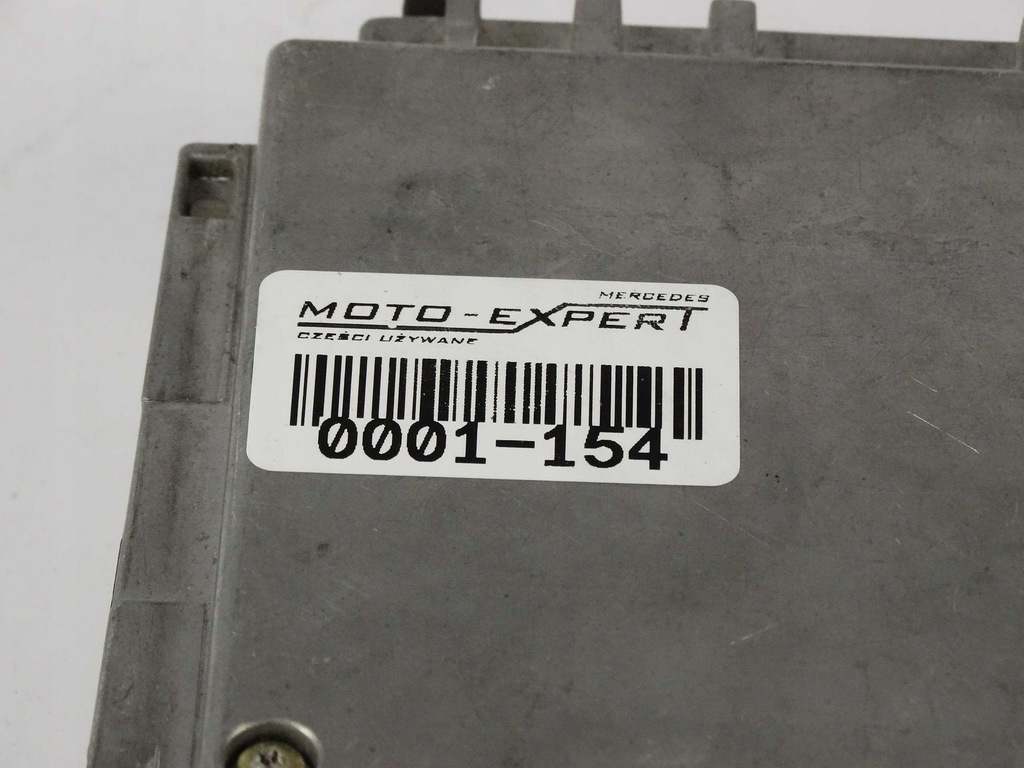 MERCEDES
MOTO-EXPERT
CZĘŚCI UŻYWANE
0001-154